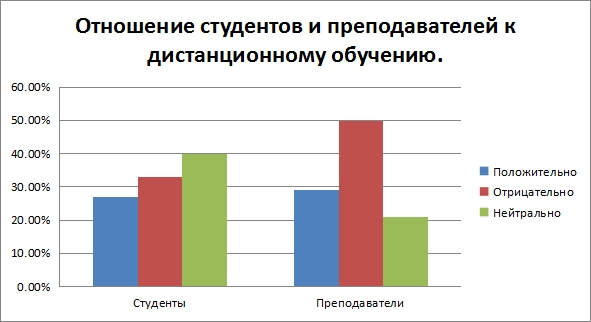 Отношение студентов и преподавателей к
дистанционному обучению.
60.00%
50.00%
40.00%
30.00%
20.00%
10.00%
0.00%
Студенты
Преподаватели
Положительно
Отрицательно
Нейтрально